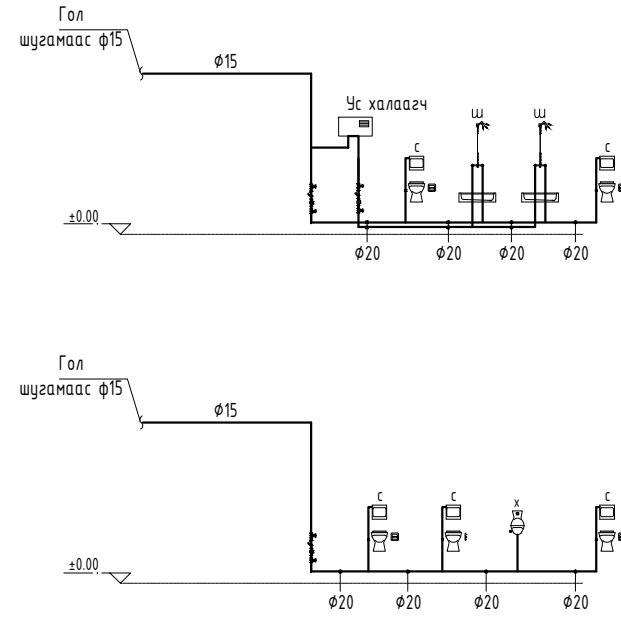 Гол
шугамаас ф15
ф15
Ус халаагч
Ш
Ш
С
С
±0.00
ф20
ф20
ф20
ф20
Гол
шугамаас ф15
ф15
С
С
Х
С
±0.00
ф20
ф20
ф20
ф20